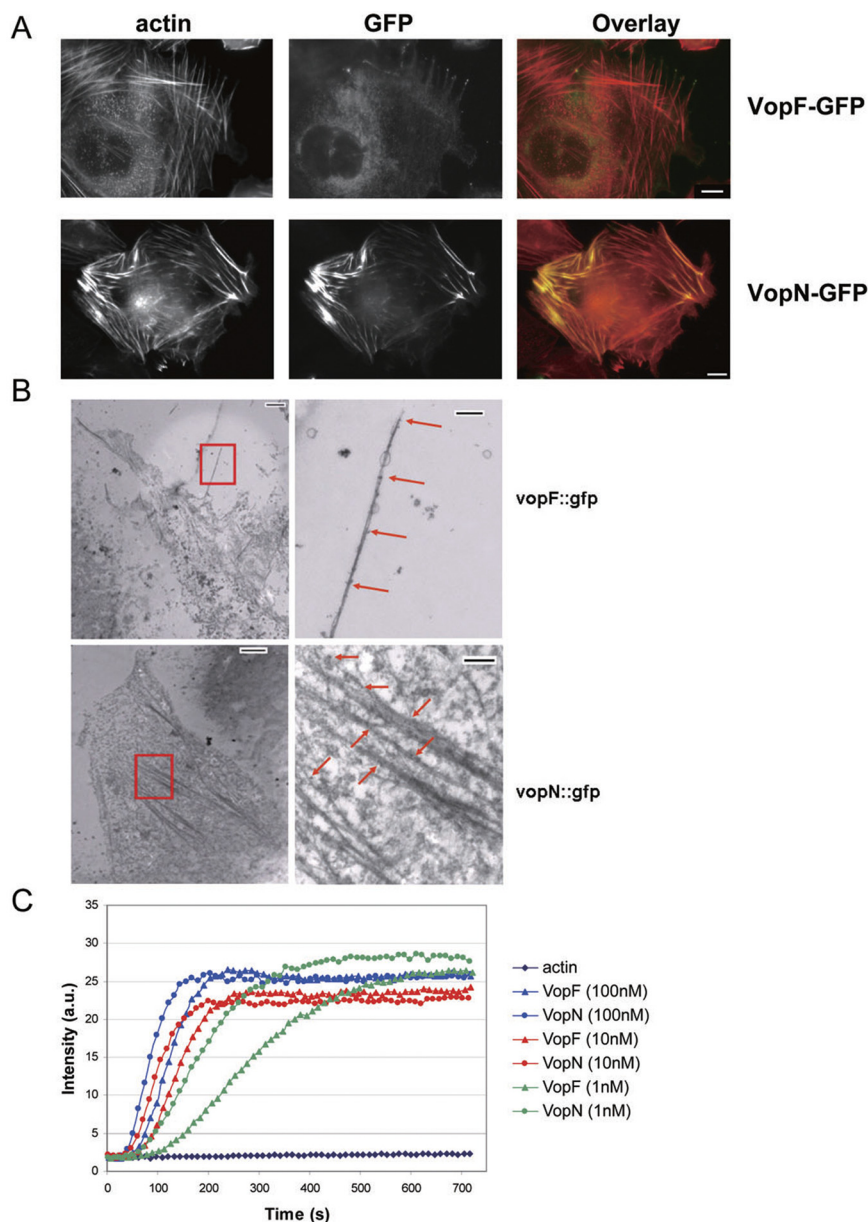 A
actin GFP Overlay
VopF-GFP
VopN-GFP
B
vopF::gfp
vopN::gfp
C
35
30
25
20
15
10
5
0
Intensity (a.u.)
0 100 200 300 400 500 600 700
Time (s)
actin
VopF (100nM)
VopN (100nM)
VopF (10nM)
VopN (10nM)
VopF (1nM)
VopN (1nM)